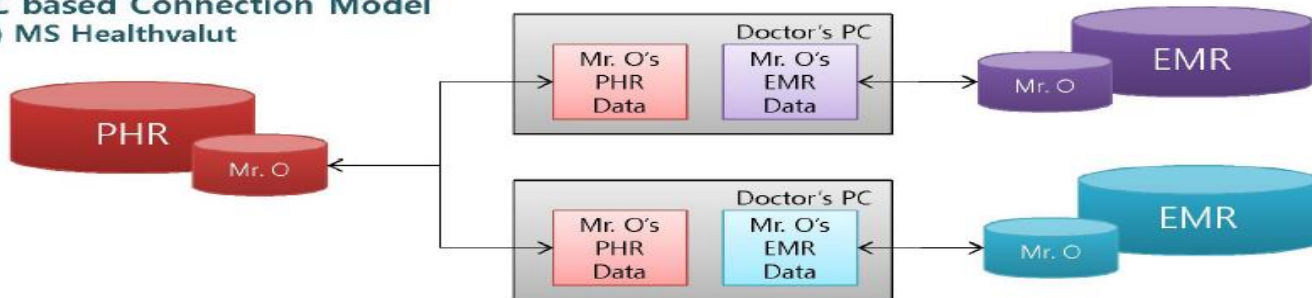 based Connection Model
MS Healthvalut
PHR
Mr. O
Doctor's PC
Mr. O's
PHR
Data
Mr. O's
EMR
Data
Mr. O
EMR
Doctor's PC
Mr. O's
PHR
Data
Mr. O's
EMR
Data
Mr. O
EMR